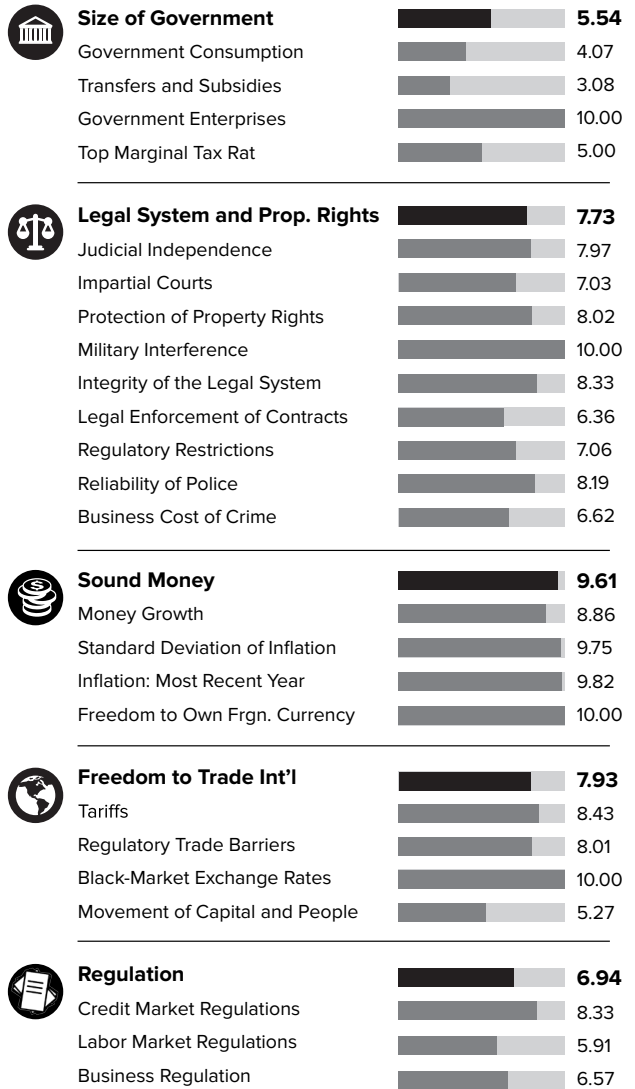 Size of Government 5.54
Government Consumption 4.07
Transfers and Subsidies 3.08
Government Enterprises 10.00
Top Marginal Tax Rat 5.00
Legal System and Prop. Rights 7.73
Judicial Independence 7.97
Impartial Courts 7.03
Protection of Property Rights 8.02
Military Interference 10.00
Integrity of the Legal System 8.33
Legal Enforcement of Contracts 6.36
Regulatory Restrictions 7.06
Reliability of Police 8.19
Business Cost of Crime 6.62
$
Sound Money 9.61
Money Growth 8.86
Standard Deviation of Inflation 9.75
Inflation: Most Recent Year 9.82
Freedom to Own Frgn. Currency 10.00
Freedom to Trade Int'l 7.93
Tariffs 8.43
Regulatory Trade Barriers 8.01
Black-Market Exchange Rates 10.00
Movement of Capital and People 5.27
Regulation 6.94
Credit Market Regulations 8.33
Labor Market Regulations 5.91
Business Regulation 6.57